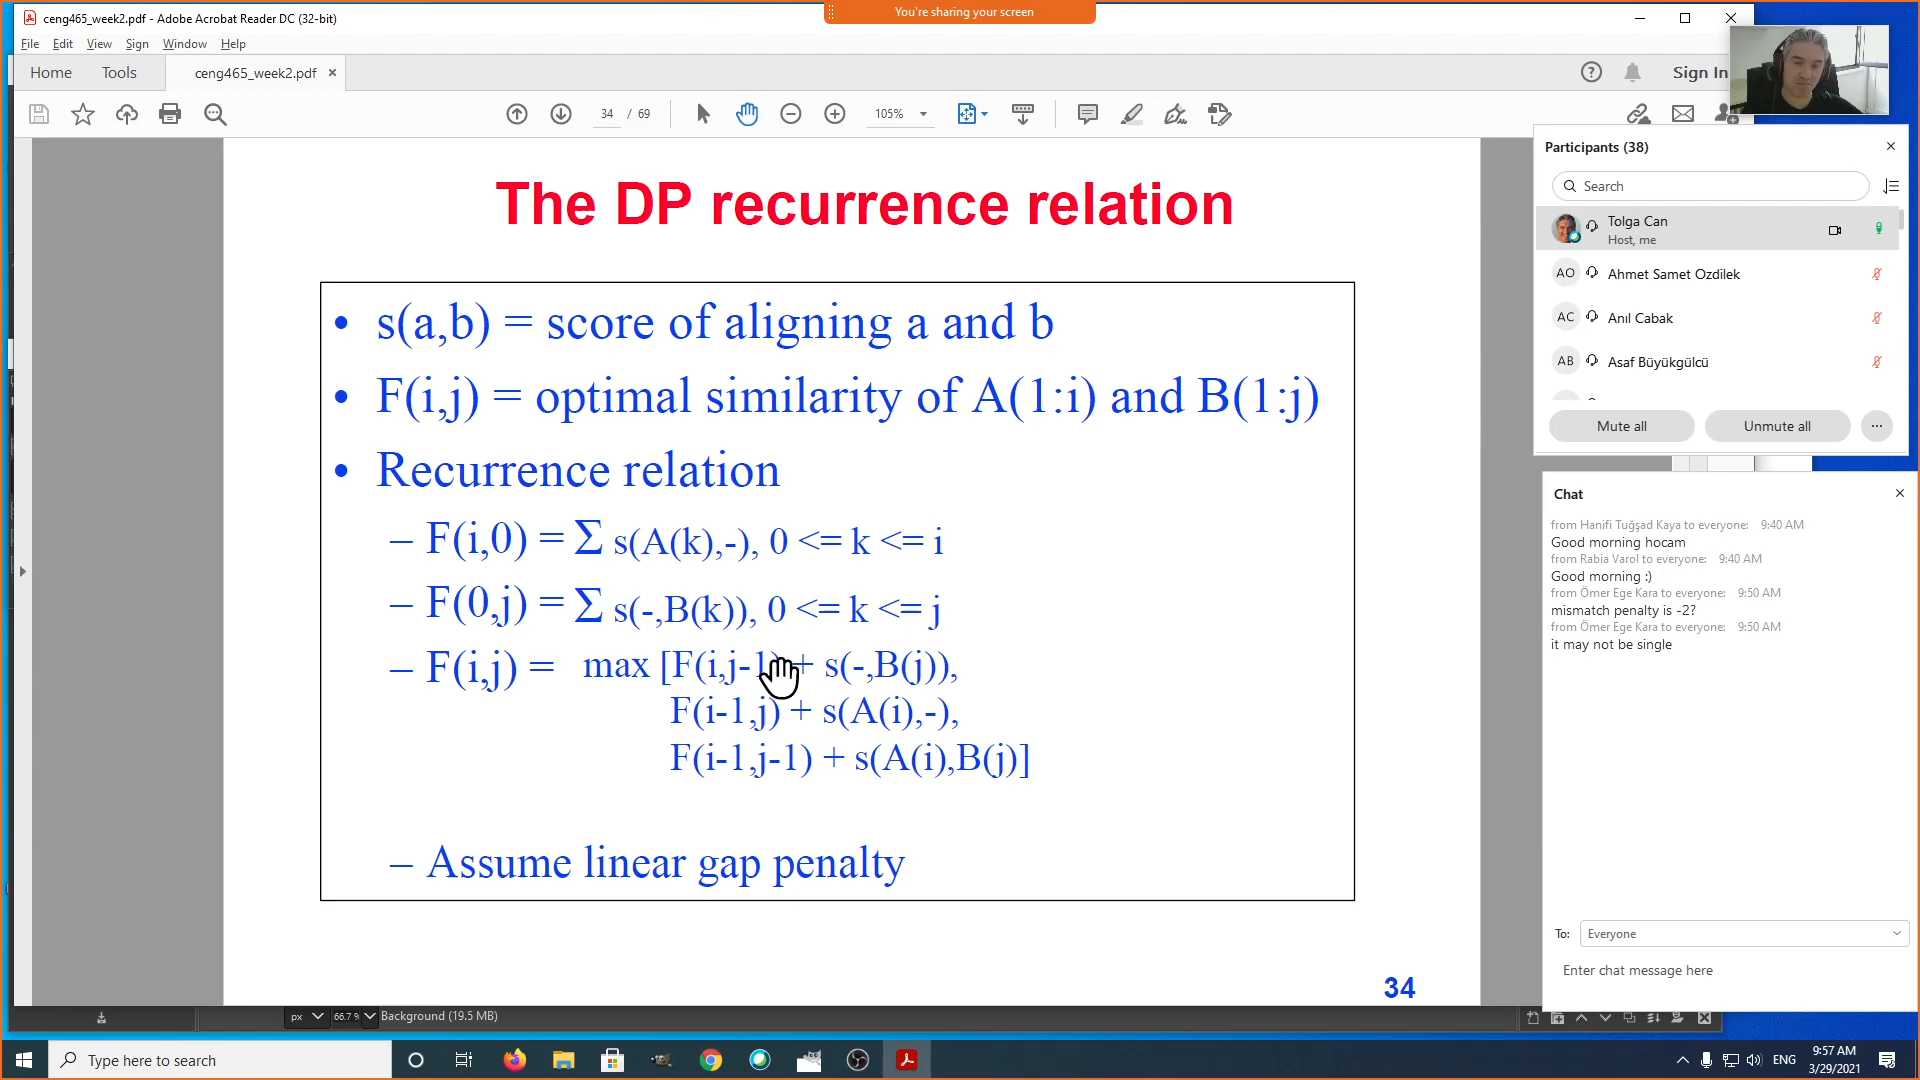 You're sharing your screen
ceng465_week2.pdf - Adobe Acrobat Reader DC (32-bit)
File Edit View Sign Window Help
Home Tools ceng465_week2.pdf × Sign In
34 / 69 105%
The DP recurrence relation
• s(a,b) = score of aligning a and b
• F(i,j) = optimal similarity of A(1:i) and B(1:j)
• Recurrence relation
– F(i,0) = Σ s(A(k),-), 0 <= k <= i
– F(0,j) = Σ s(-,B(k)), 0 <= k <= j
– F(i,j) = max [F(i,j-1) + s(-,B(j)),
F(i-1,j) + s(A(i),-),
F(i-1,j-1) + s(A(i),B(j)]
– Assume linear gap penalty
34
Participants (38)
Search
Tolga Can
Host, me
AO Ahmet Samet Ozdilek
AC Anıl Cabak
AB Asaf Büyükgülcü
Mute all Unmute all ...
Chat
from Hanifi Tuğşad Kaya to everyone: 9:40 AM
Good morning hocam
from Rabia Varol to everyone: 9:40 AM
Good morning :)
from Ömer Ege Kara to everyone: 9:50 AM
mismatch penalty is -2?
from Ömer Ege Kara to everyone: 9:50 AM
it may not be single
To: Everyone
Enter chat message here
px 66.7 % Background (19.5 MB)
Type here to search
ENG 9:57 AM
3/29/2021